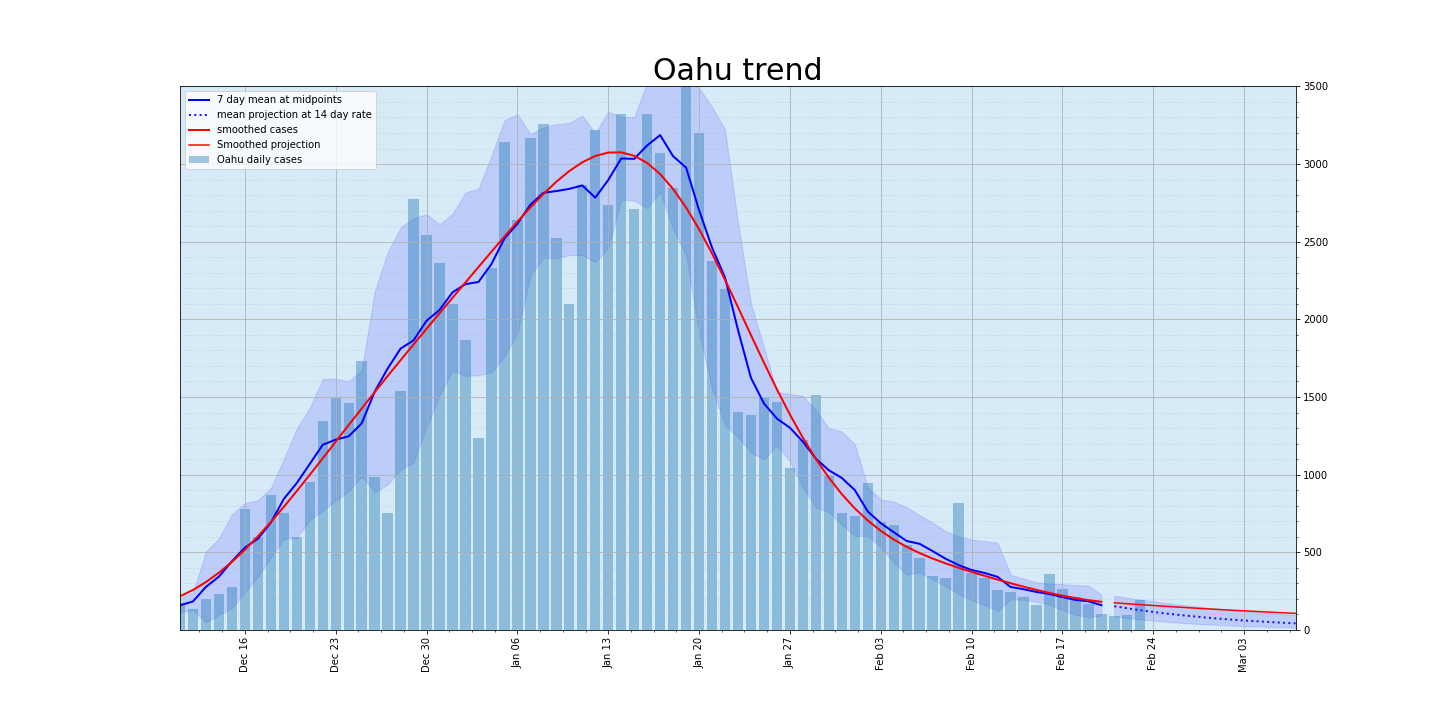 Oahu trend
7 day mean at midpoints
mean projection at 14 day rate
smoothed cases
Smoothed projection
Oahu daily cases
3500
3000
2500
2000
1500
1000
500
0
Dec 16
Dec 23
Dec 30
Jan 06
Jan 13
Jan 20
Jan 27
Feb 03
Feb 10
Feb 17
Feb 24
Mar 03